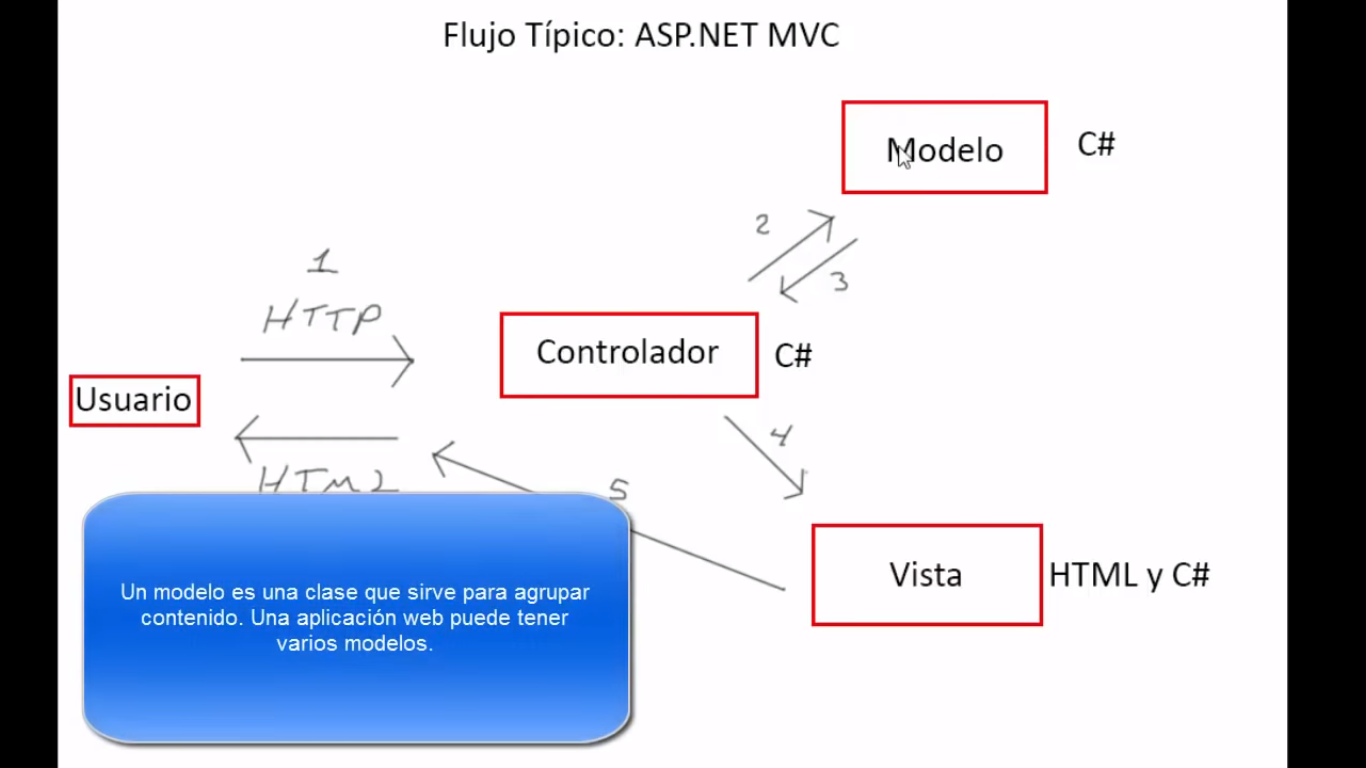 Flujo Típico: ASP.NET MVC
Modelo
C#
2
3
1
HTTP
Controlador
C#
Usuario
4
HTML
5
Vista
HTML y C#
Un modelo es una clase que sirve para agrupar
contenido. Una aplicación web puede tener
varios modelos.